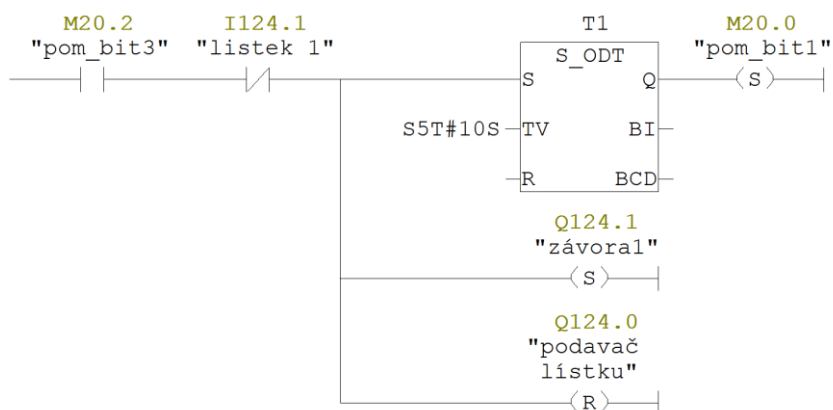 M20.2 I124.1 T1 M20.0
"pom_bit3" "listek 1" S_ODT "pom_bit1"
S Q (S)
S5T#10S TV BI
R BCD
Q124.1
"závora1"
(S)
Q124.0
"podavač
lístku"
(R)